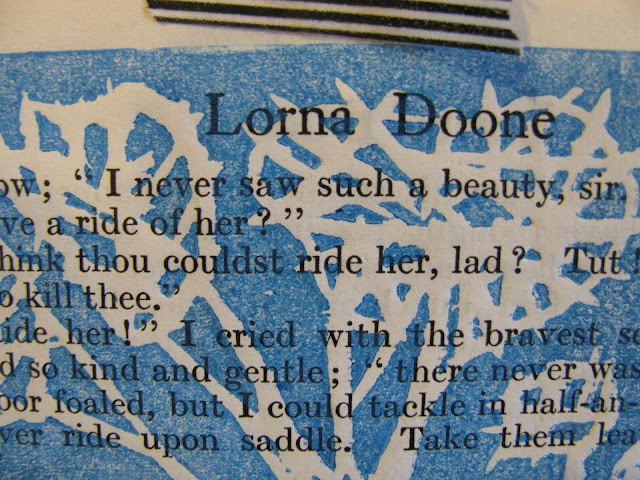 Lorna Doone
ow; “ I never saw such a beauty, sir.
ve a ride of her? ”
hink thou couldst ride her, lad? Tut !
o kill thee.”
ide her!” I cried with the bravest sc
d so kind and gentle; “ there never was
oor foaled, but I could tackle in half-an-
ver ride upon saddle. Take them lea